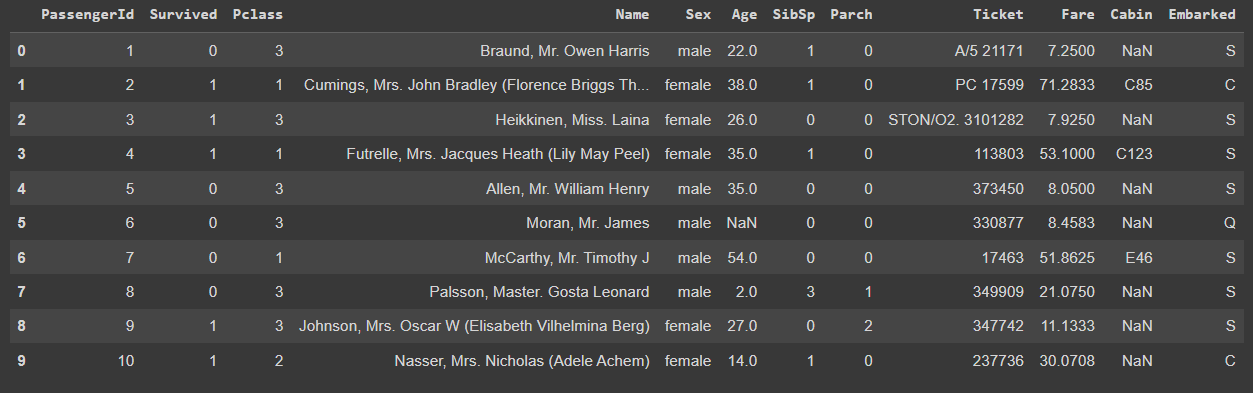 PassengerId Survived Pclass Name Sex Age SibSp Parch Ticket Fare Cabin Embarked
0 1 0 3 Braund, Mr. Owen Harris male 22.0 1 0 A/5 21171 7.2500 NaN S
1 2 1 1 Cumings, Mrs. John Bradley (Florence Briggs Th... female 38.0 1 0 PC 17599 71.2833 C85 C
2 3 1 3 Heikkinen, Miss. Laina female 26.0 0 0 STON/O2. 3101282 7.9250 NaN S
3 4 1 1 Futrelle, Mrs. Jacques Heath (Lily May Peel) female 35.0 1 0 113803 53.1000 C123 S
4 5 0 3 Allen, Mr. William Henry male 35.0 0 0 373450 8.0500 NaN S
5 6 0 3 Moran, Mr. James male NaN 0 0 330877 8.4583 NaN Q
6 7 0 1 McCarthy, Mr. Timothy J male 54.0 0 0 17463 51.8625 E46 S
7 8 0 3 Palsson, Master. Gosta Leonard male 2.0 3 1 349909 21.0750 NaN S
8 9 1 3 Johnson, Mrs. Oscar W (Elisabeth Vilhelmina Berg) female 27.0 0 2 347742 11.1333 NaN S
9 10 1 2 Nasser, Mrs. Nicholas (Adele Achem) female 14.0 1 0 237736 30.0708 NaN C